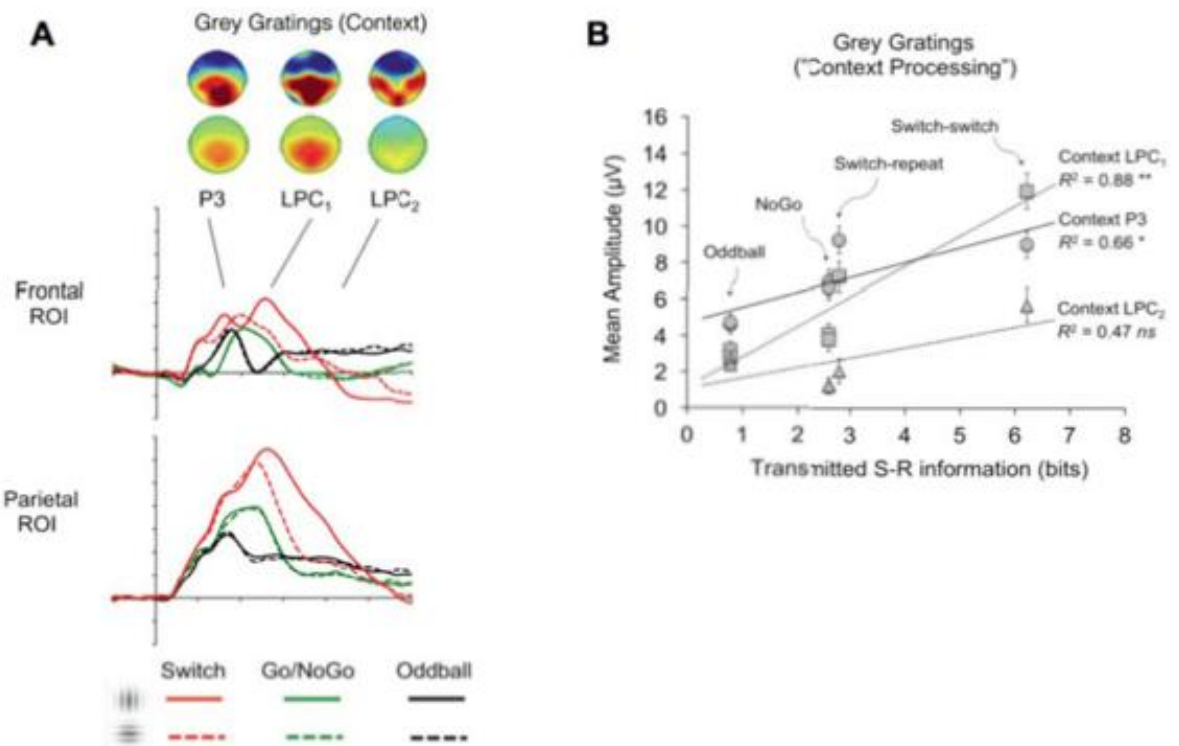 A
Grey Gratings (Context)
P3
LPC₁
LPC₂
Frontal
ROI
Parietal
ROI
Switch
Go/NoGo
Oddball
B
Grey Gratings
("Context Processing")
Mean Amplitude (µV)
16
14
12
10
8
6
4
2
0
0
1
2
3
4
5
6
7
8
Transmitted S-R information (bits)
Oddball
NoGo
Switch-repeat
Switch-switch
Context LPC₁
R² = 0.88 **
Context P3
R² = 0.66 *
Context LPC₂
R² = 0.47 ns